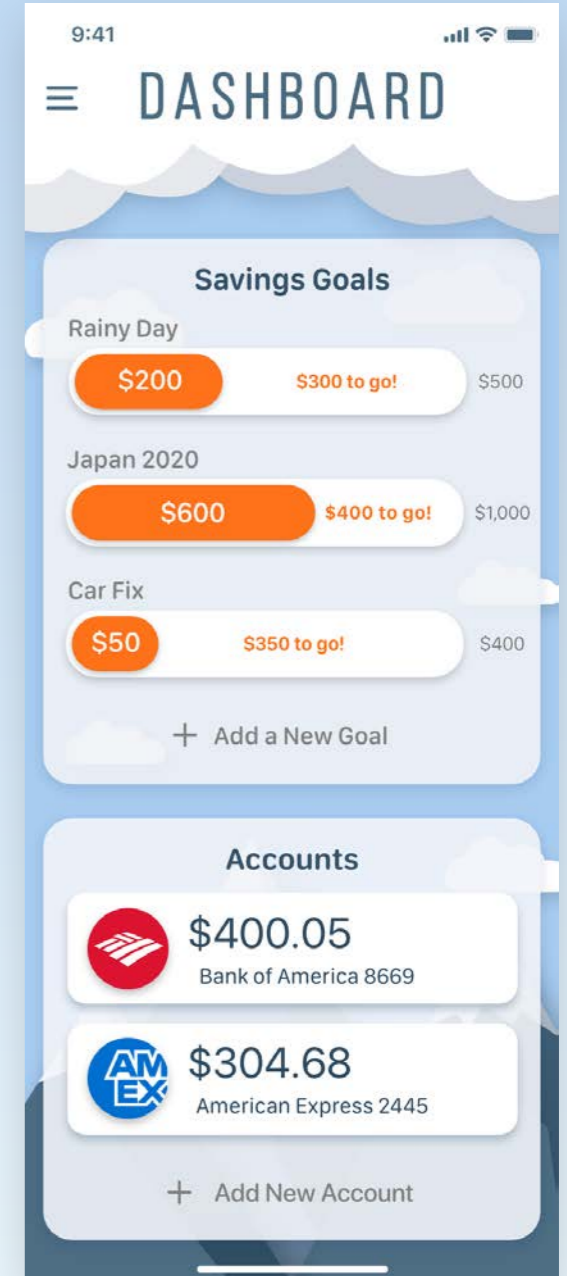 9:41
DASHBOARD
Savings Goals
Rainy Day
$200 $300 to go! $500
Japan 2020
$600 $400 to go! $1,000
Car Fix
$50 $350 to go! $400
+ Add a New Goal
Accounts
$400.05
Bank of America 8669
AM
EX
$304.68
American Express 2445
+ Add New Account